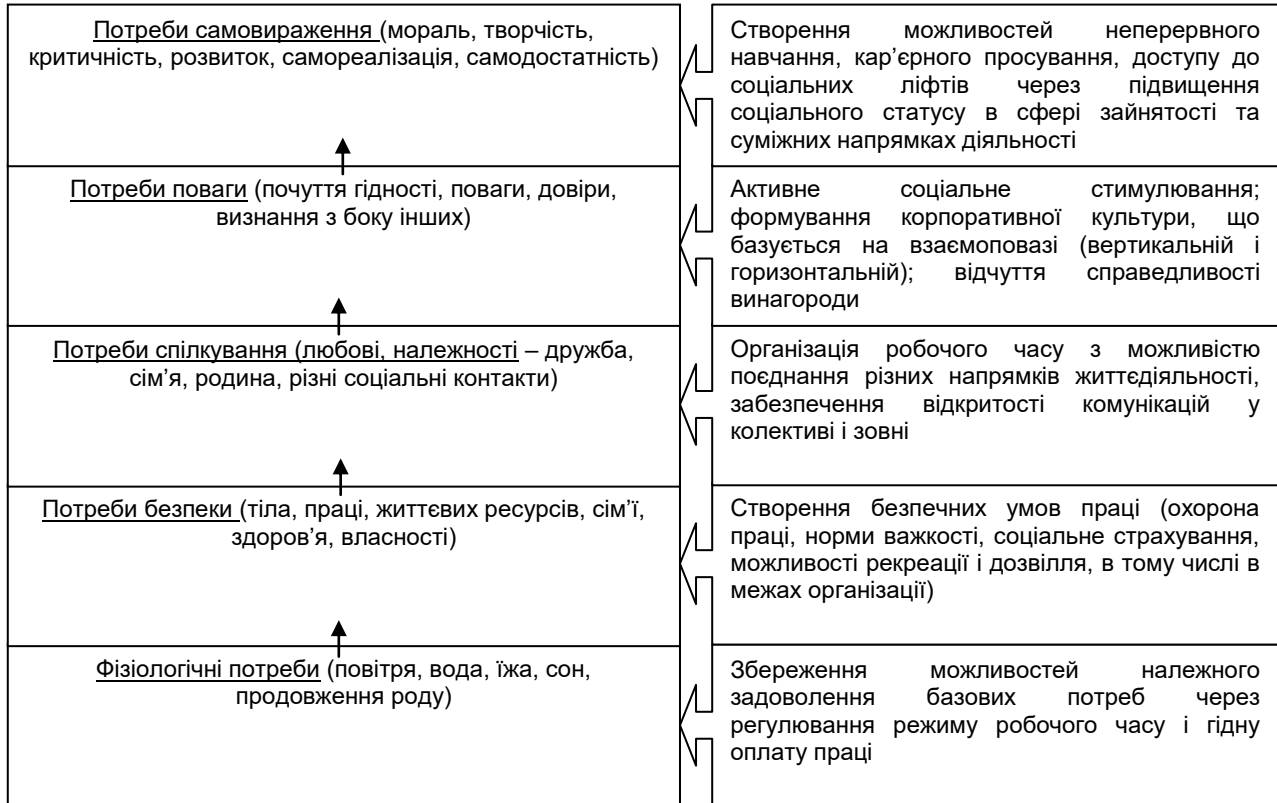 Потреби самовираження (мораль, творчість,
критичність, розвиток, самореалізація, самодостатність)
Створення можливостей неперервного
навчання, кар’єрного просування, доступу до
соціальних ліфтів через підвищення
соціального статусу в сфері зайнятості та
суміжних напрямках діяльності
Потреби поваги (почуття гідності, поваги, довіри,
визнання з боку інших)
Активне соціальне стимулювання;
формування корпоративної культури, що
базується на взаємоповазі (вертикальній і
горизонтальній); відчуття справедливості
винагороди
Потреби спілкування (любові, належності – дружба,
сім’я, родина, різні соціальні контакти)
Організація робочого часу з можливістю
поєднання різних напрямків життєдіяльності,
забезпечення відкритості комунікацій у
колективі і зовні
Потреби безпеки (тіла, праці, життєвих ресурсів, сім’ї,
здоров’я, власності)
Створення безпечних умов праці (охорона
праці, норми важкості, соціальне страхування,
можливості рекреації і дозвілля, в тому числі в
межах організації)
Фізіологічні потреби (повітря, вода, їжа, сон,
продовження роду)
Збереження можливостей належного
задоволення базових потреб через
регулювання режиму робочого часу і гідну
оплату праці